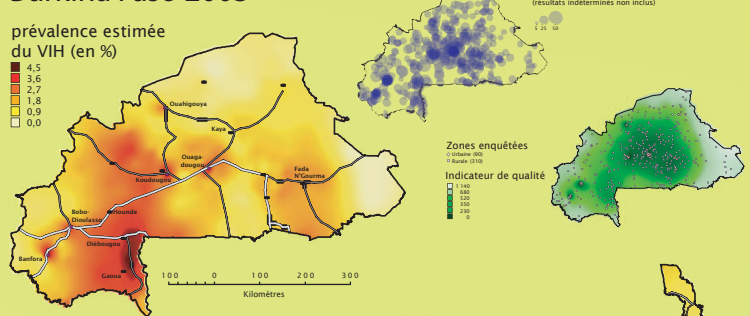 Burkina Faso 2003
prévalence estimée
du VIH (en %)
4,5
3,6
2,7
1,8
0,9
0,0
Ouahigouya
Kaya
Ouaga-
dougou
Koudougou
Fada
N'Gourma
Bobo-
Dioulasso
Hounde
Diébougou
Banfora
Gaoua
100 0 100 200 300
Kilomètres
(résultats indéterminés non inclus)
5 25 50
Zones enquêtées
Urbaine (90)
Rurale (310)
Indicateur de qualité
1 140
680
520
350
230
0